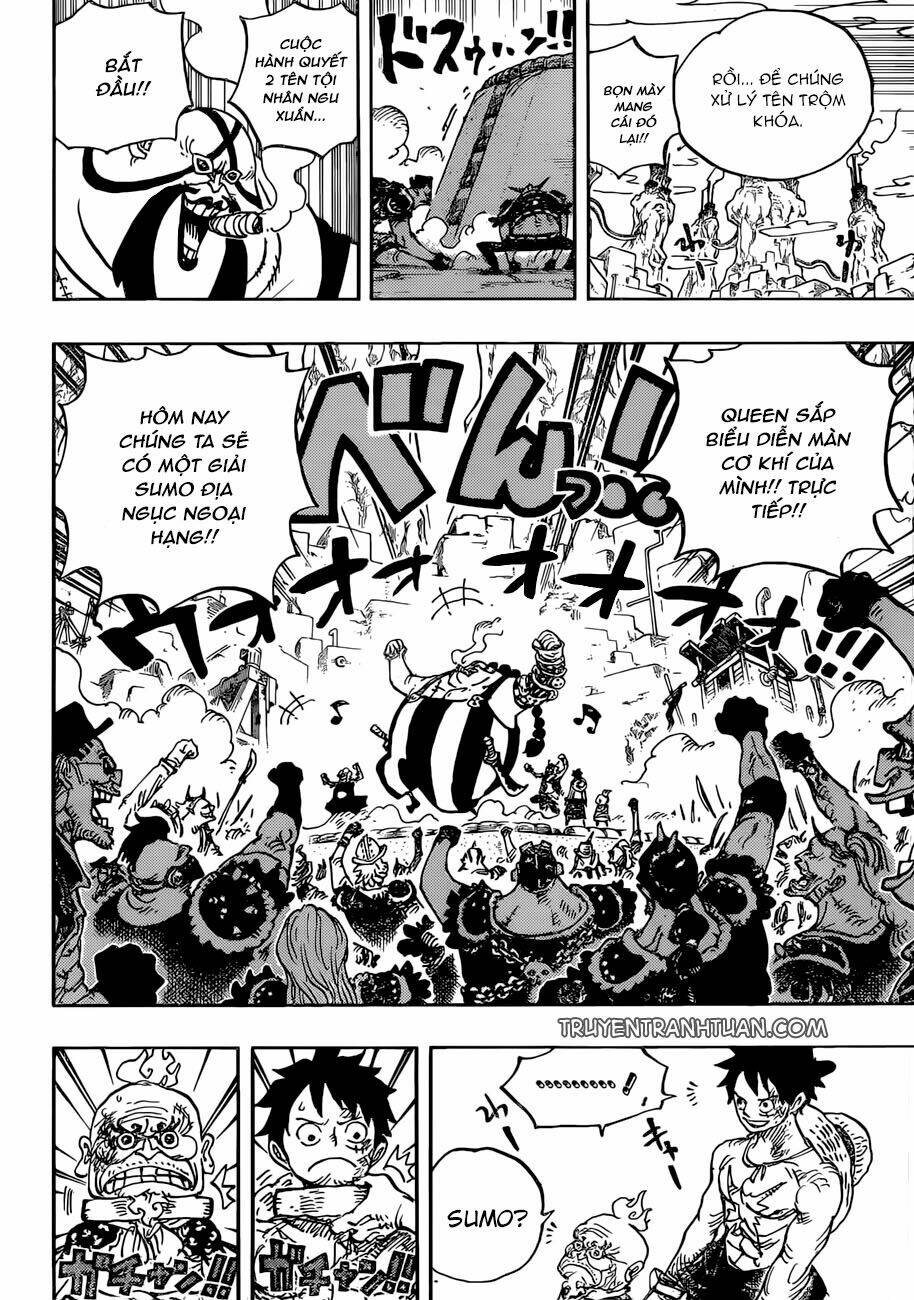 RỒI... ĐỂ CHÚNG
XỬ LÝ TÊN TRỘM
KHÓA.
BỌN MÀY
MANG
CÁI ĐÓ
LẠI!!
ドスゥゥン!!
CUỘC
HÀNH QUYẾT
2 TÊN TỘI
NHÂN NGU
XUẨN...
BẮT
ĐẦU!!
QUEEN SẮP
BIỂU DIỄN MÀN
CƠ KHÍ CỦA
MÌNH!! TRỰC
TIẾP!!
べん!
HÔM NAY
CHÚNG TA SẼ
CÓ MỘT GIẢI
SUMO ĐỊA
NGỤC NGOẠI
HẠNG!!
ウオオオオオオ!!!
TRUYENTRANHTUAN.COM
.......... !
SUMO?
ガチャン!!
ガチャン!!